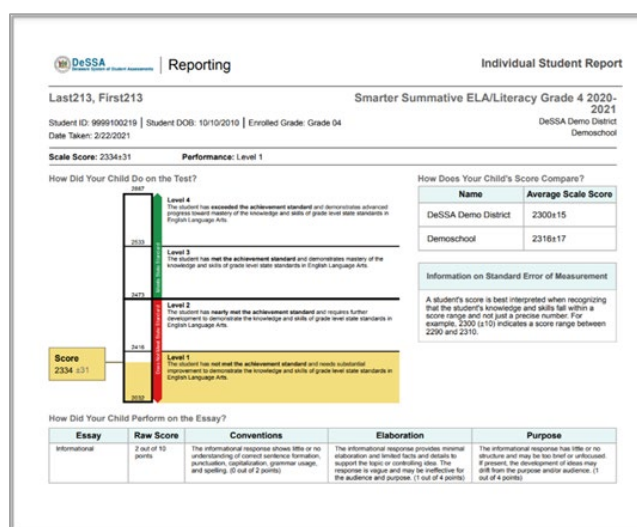 DeSSA
Delaware System of Student Assessments
Reporting
Individual Student Report
Last213, First213
Smarter Summative ELA/Literacy Grade 4 2020-
2021
Student ID: 9999100219 | Student DOB: 10/10/2010 | Enrolled Grade: Grade 04
DeSSA Demo District
Date Taken: 2/22/2021
Demoschool
Scale Score: 2334±31
Performance: Level 1
How Did Your Child Do on the Test?
Level 4
The student has exceeded the achievement standard and demonstrates advanced
progress toward mastery of the knowledge and skills of grade level state standards in
English Language Arts.
2533
Level 3
The student has met the achievement standard and demonstrates mastery of the
knowledge and skills of grade level state standards in English Language Arts.
2473
Level 2
The student has nearly met the achievement standard and requires further
development to demonstrate the knowledge and skills of grade level state standards in
English Language Arts.
2416
Level 1
The student has not met the achievement standard and needs substantial
improvement to demonstrate the knowledge and skills of grade level state standards in
English Language Arts.
Score
2334 ±31
How Does Your Child's Score Compare?
Name Average Scale Score
DeSSA Demo District 2300±15
Demoschool 2316±17
Information on Standard Error of Measurement
A student's score is best interpreted when recognizing
that the student's knowledge and skills fall within a
score range and not just a precise number. For
example, 2300 (±10) indicates a score range between
2290 and 2310.
How Did Your Child Perform on the Essay?
Essay Raw Score Conventions Elaboration Purpose
Informational
2 out of 10
points
The informational response shows little or no
understanding of correct sentence formation,
punctuation, capitalization, grammar usage,
and spelling. (0 out of 2 points)
The informational response provides minimal
elaboration and limited facts and details to
support the topic or controlling idea. The
response is vague and may be ineffective for
the audience and purpose. (1 out of 4 points)
The informational response has little or no
structure and may be too brief or unfocused.
If present, the development of ideas may
drift from the purpose and/or audience. (1
out of 4 points)